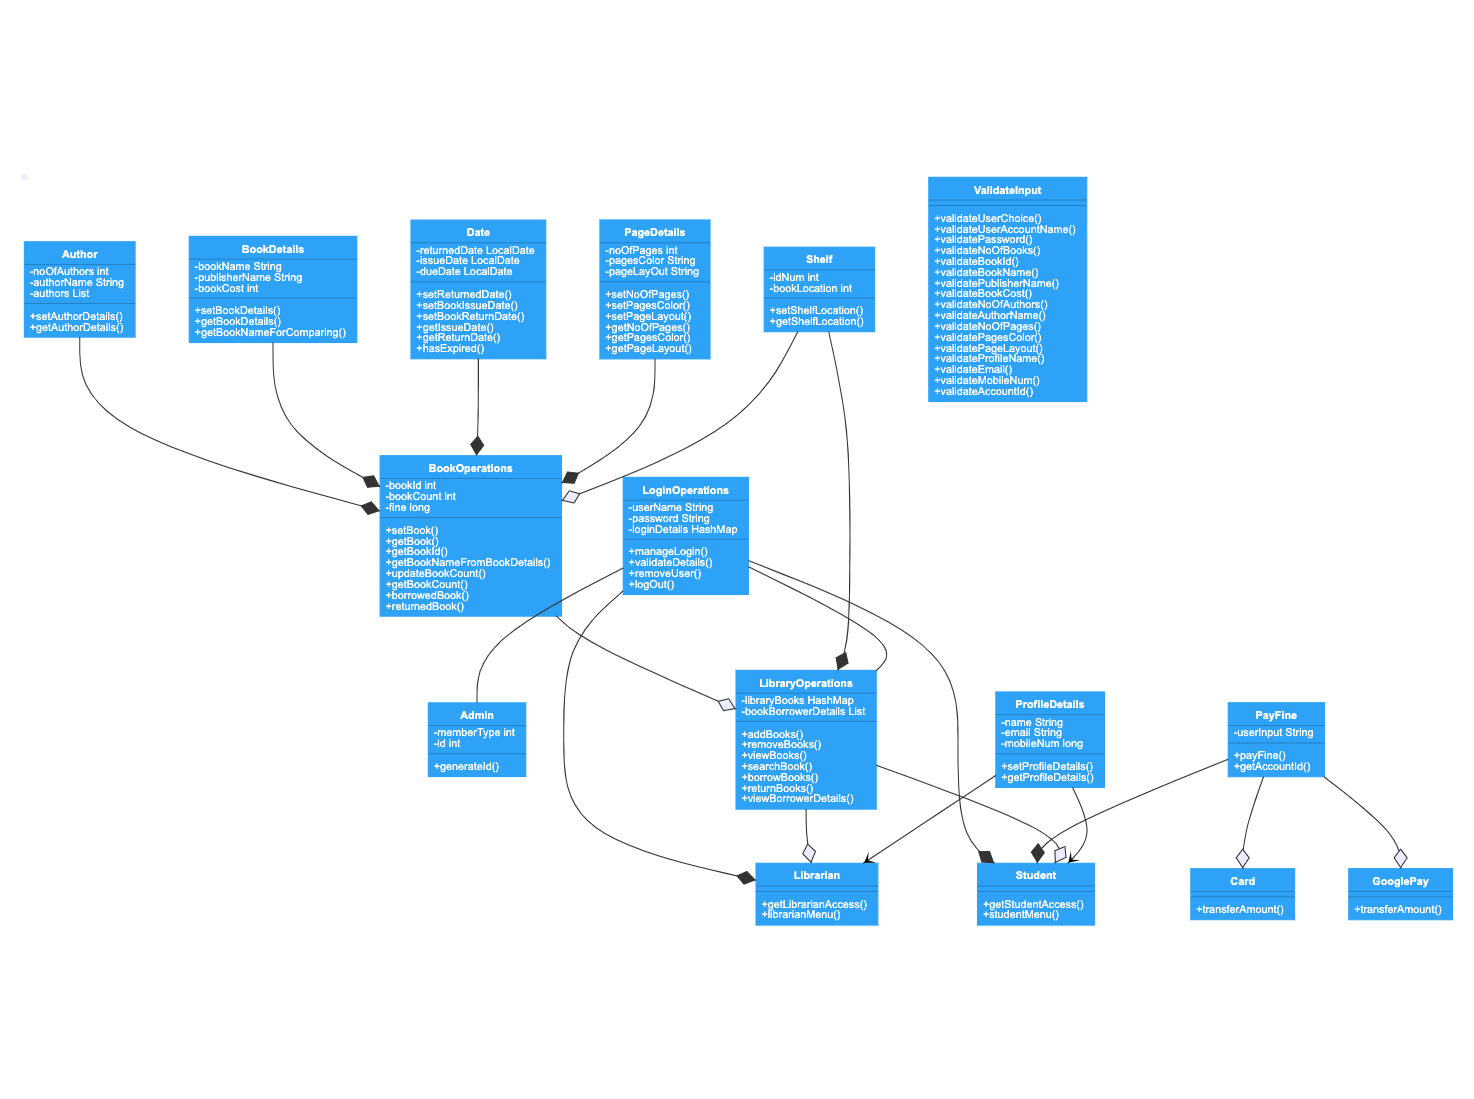 Author
-noOfAuthors int
-authorName String
-authors List
+setAuthorDetails()
+getAuthorDetails()
BookDetails
-bookName String
-publisherName String
-bookCost int
+setBookDetails()
+getBookDetails()
+getBookNameForComparing()
Date
-returnedDate LocalDate
-issueDate LocalDate
-dueDate LocalDate
+setReturnedDate()
+setBookIssueDate()
+setBookReturnDate()
+getIssueDate()
+getReturnDate()
+hasExpired()
PageDetails
-noOfPages int
-pagesColor String
-pageLayOut String
+setNoOfPages()
+setPagesColor()
+setPageLayout()
+getNoOfPages()
+getPagesColor()
+getPageLayout()
Shelf
-idNum int
-bookLocation int
+setShelfLocation()
+getShelfLocation()
ValidateInput
+validateUserChoice()
+validateUserAccountName()
+validatePassword()
+validateNoOfBooks()
+validateBookId()
+validateBookName()
+validatePublisherName()
+validateBookCost()
+validateNoOfAuthors()
+validateAuthorName()
+validateNoOfPages()
+validatePagesColor()
+validatePageLayout()
+validateProfileName()
+validateEmail()
+validateMobileNum()
+validateAccountId()
BookOperations
-bookId int
-bookCount int
-fine long
+setBook()
+getBook()
+getBookId()
+getBookNameFromBookDetails()
+updateBookCount()
+getBookCount()
+borrowedBook()
+returnedBook()
LoginOperations
-userName String
-password String
-loginDetails HashMap
+manageLogin()
+validateDetails()
+removeUser()
+logOut()
Admin
-memberType int
-id int
+generateId()
LibraryOperations
-libraryBooks HashMap
-bookBorrowerDetails List
+addBooks()
+removeBooks()
+viewBooks()
+searchBook()
+borrowBooks()
+returnBooks()
+viewBorrowerDetails()
ProfileDetails
-name String
-email String
-mobileNum long
+setProfileDetails()
+getProfileDetails()
PayFine
-userInput String
+payFine()
+getAccountId()
Librarian
+getLibrarianAccess()
+librarianMenu()
Student
+getStudentAccess()
+studentMenu()
Card
+transferAmount()
GooglePay
+transferAmount()